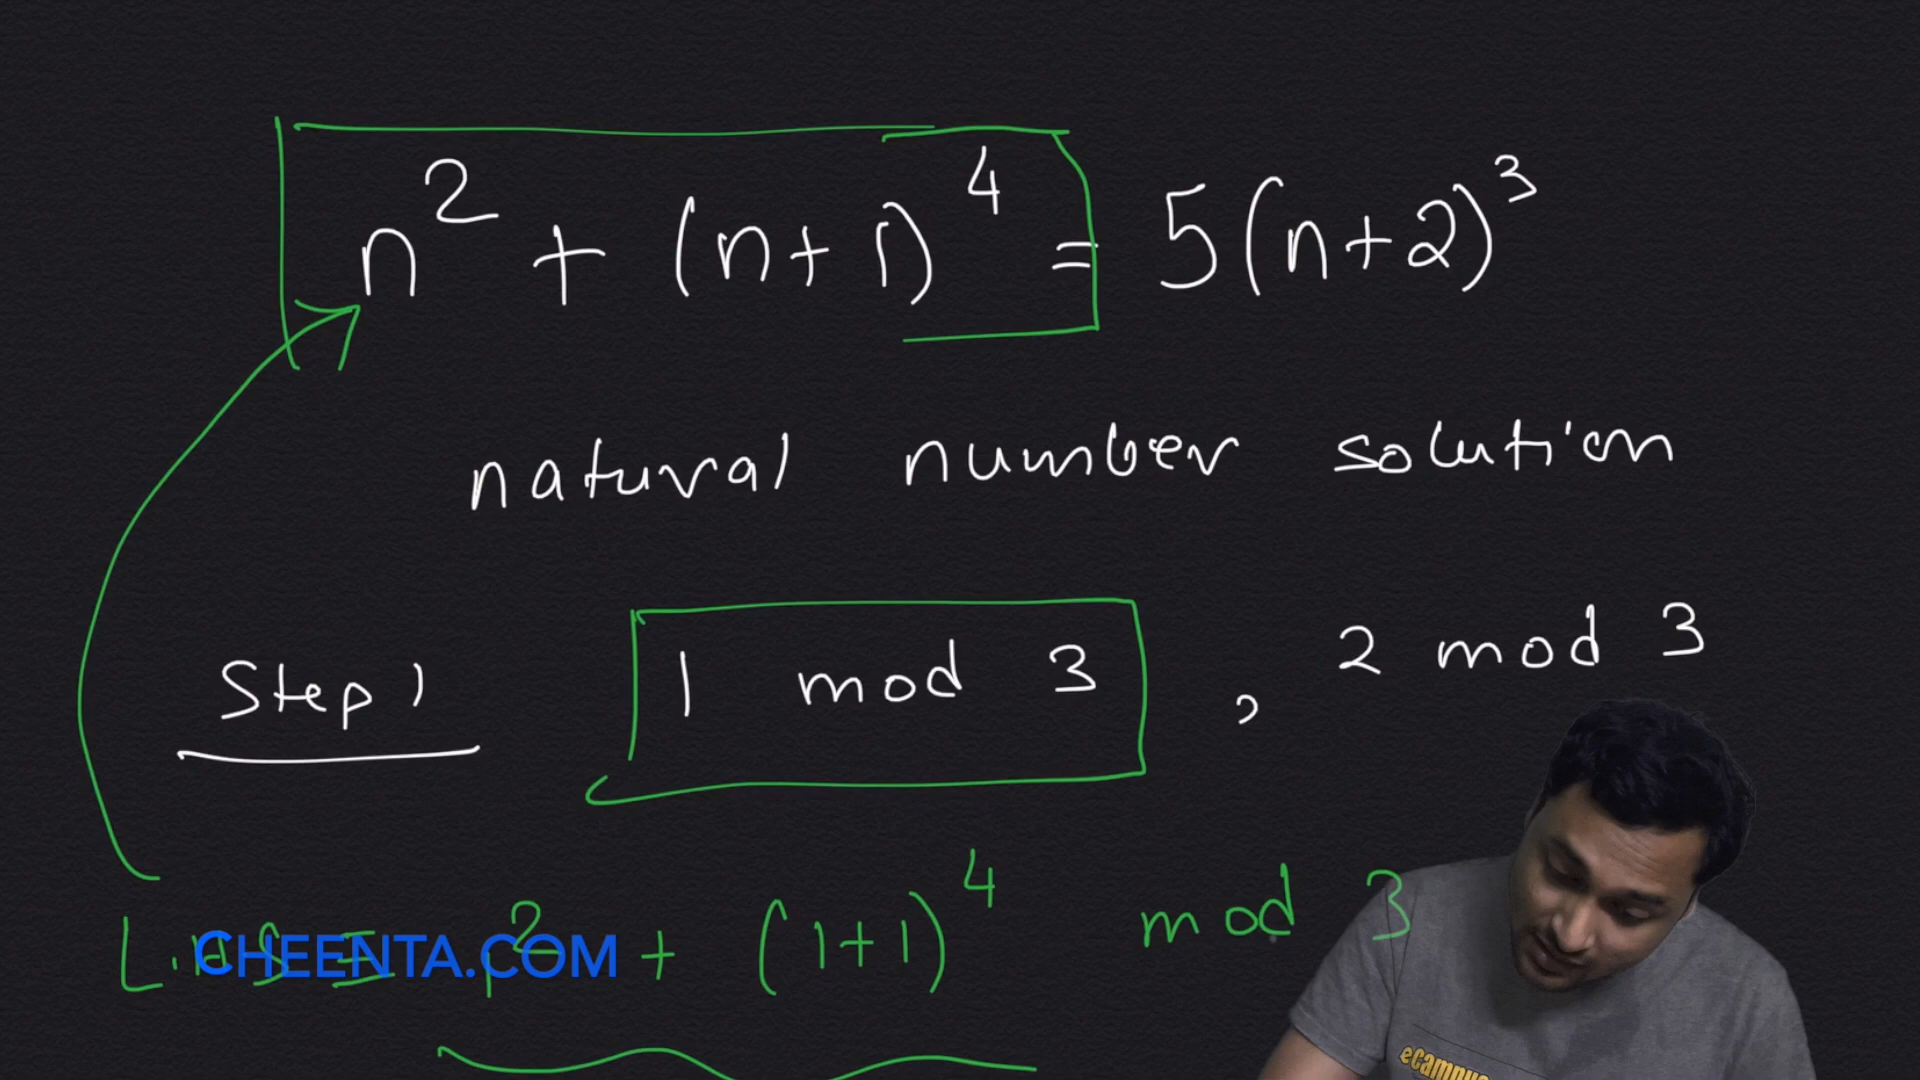 n² + (n+1)⁴ = 5(n+2)³
natural number solution
Step 1   1 mod 3 , 2 mod 3
1² + (1+1)⁴ mod 3
CHEENTA.COM